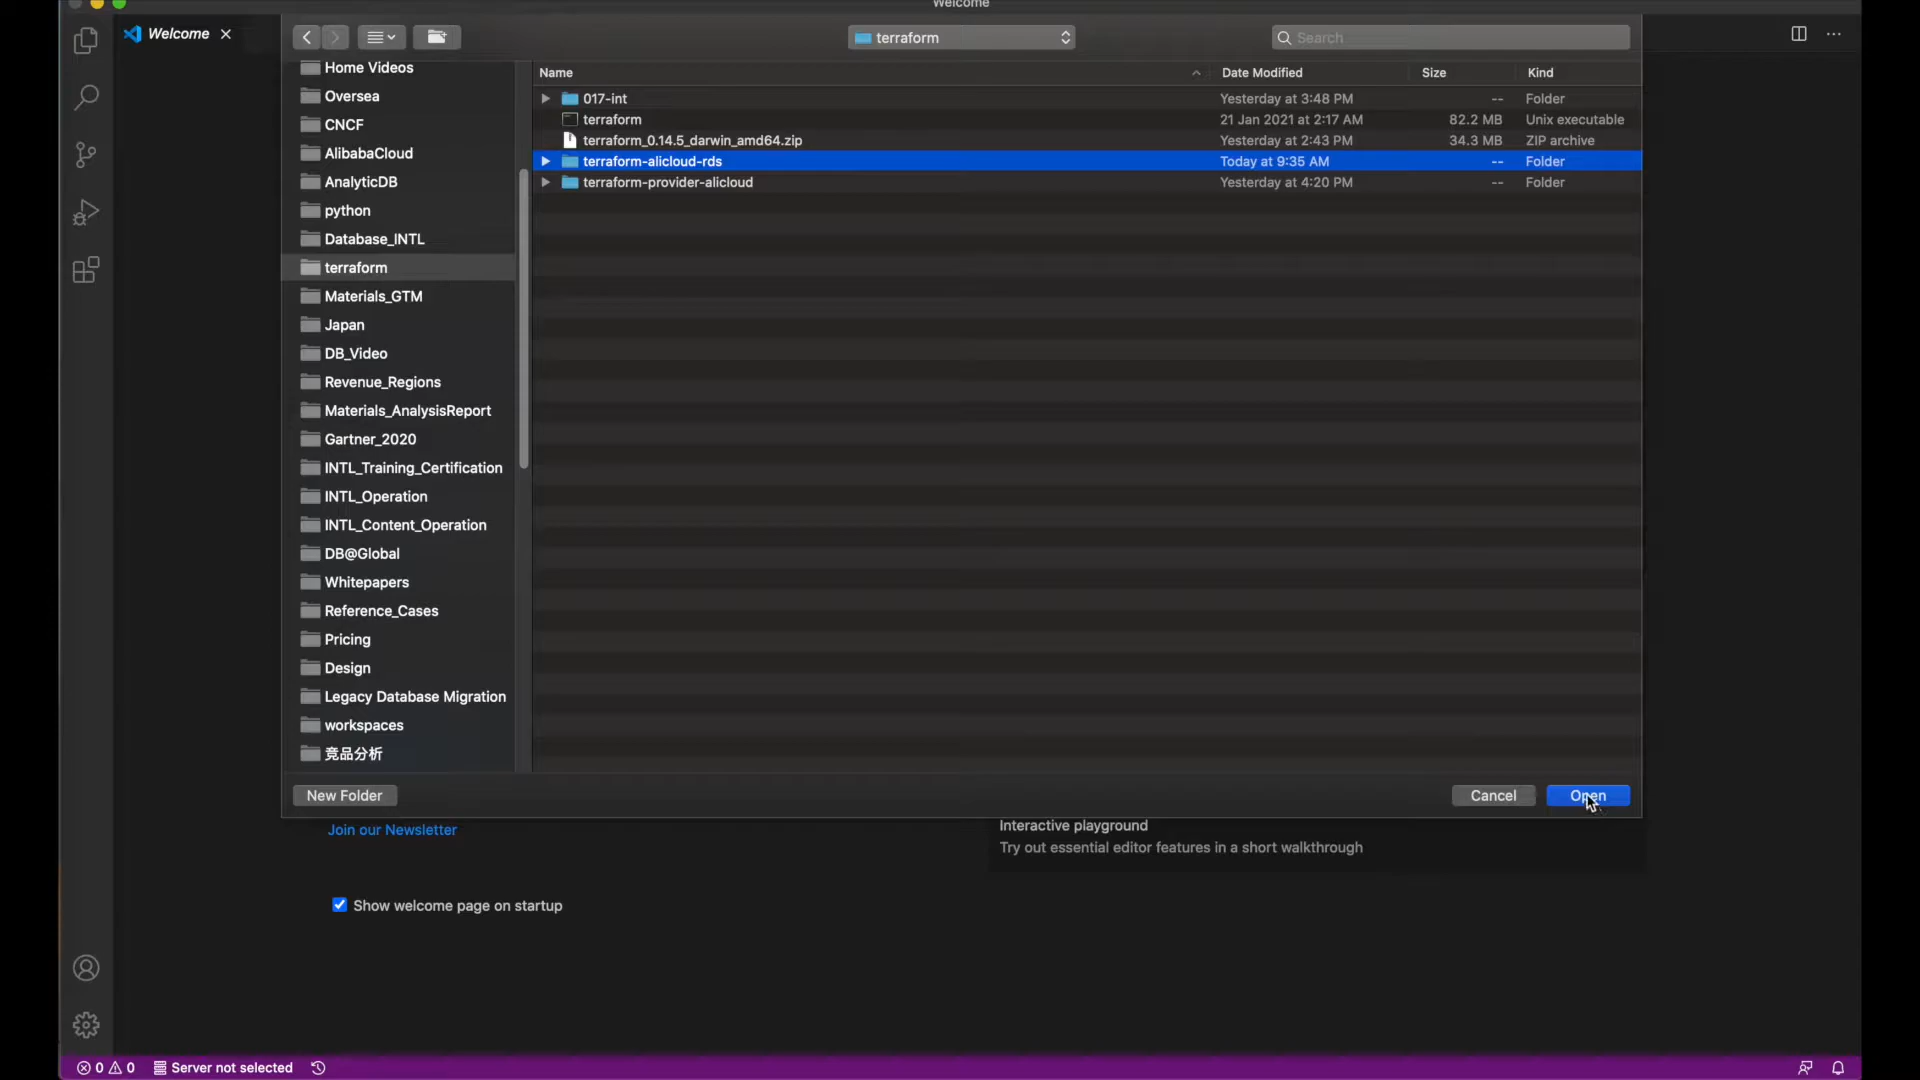 Welcome
Welcome
terraform
Search
Name
Date Modified
Size
Kind
Home Videos
Oversea
CNCF
AlibabaCloud
AnalyticDB
python
Database_INTL
terraform
Materials_GTM
Japan
DB_Video
Revenue_Regions
Materials_AnalysisReport
Gartner_2020
INTL_Training_Certification
INTL_Operation
INTL_Content_Operation
DB@Global
Whitepapers
Reference_Cases
Pricing
Design
Legacy Database Migration
workspaces
竞品分析
017-int Yesterday at 3:48 PM -- Folder
terraform 21 Jan 2021 at 2:17 AM 82.2 MB Unix executable
terraform_0.14.5_darwin_amd64.zip Yesterday at 2:43 PM 34.3 MB ZIP archive
terraform-alicloud-rds Today at 9:35 AM -- Folder
terraform-provider-alicloud Yesterday at 4:20 PM -- Folder
New Folder
Cancel
Open
Join our Newsletter
Interactive playground
Try out essential editor features in a short walkthrough
Show welcome page on startup
0 0 Server not selected